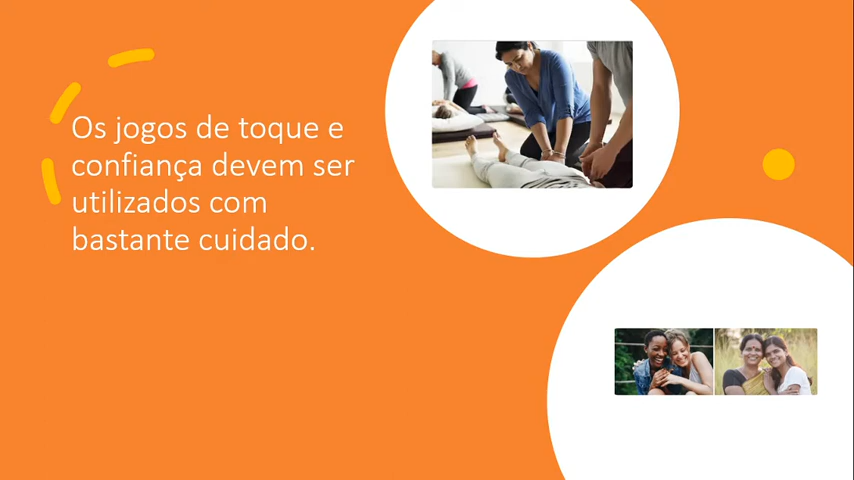 Os jogos de toque e
confiança devem ser
utilizados com
bastante cuidado.